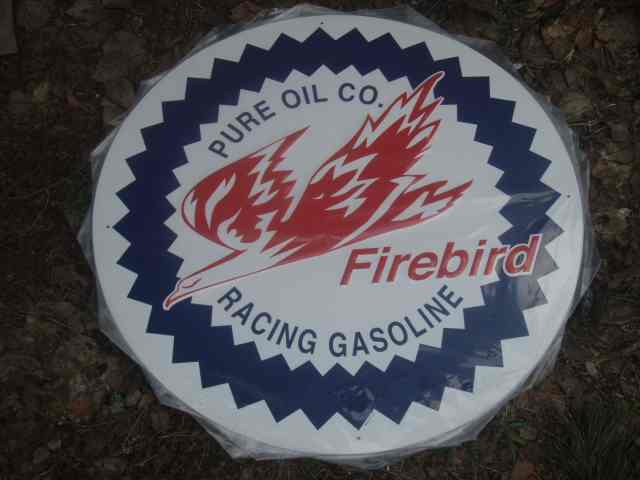 PURE OIL CO.
Firebird
RACING GASOLINE